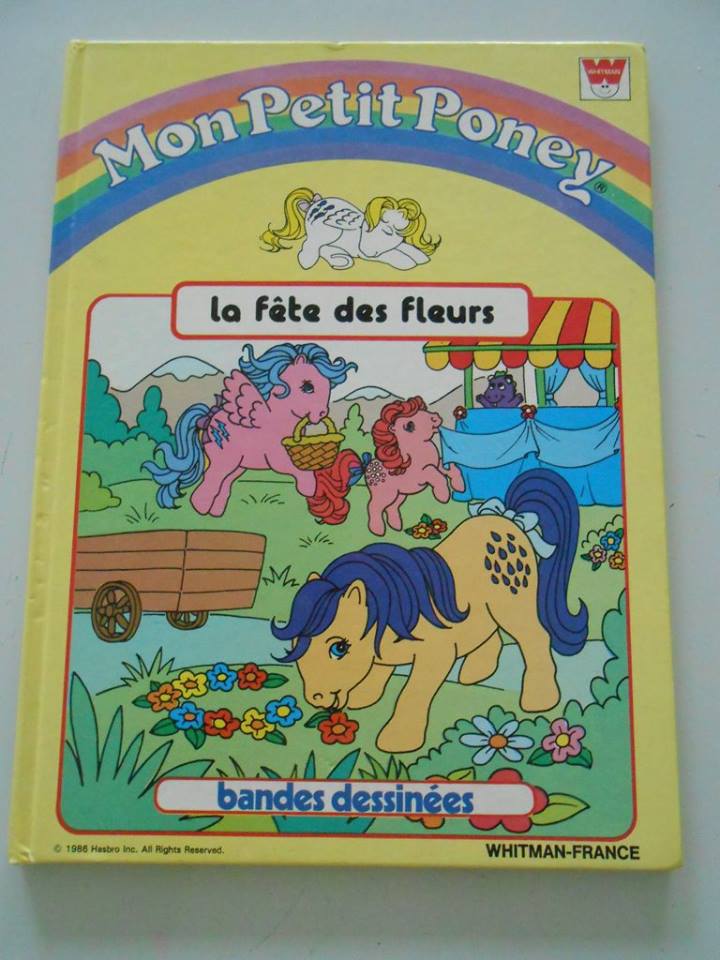 WHITMAN
Mon Petit Poney®
la fête des fleurs
bandes dessinées
© 1986 Hasbro Inc. All Rights Reserved.
WHITMAN-FRANCE